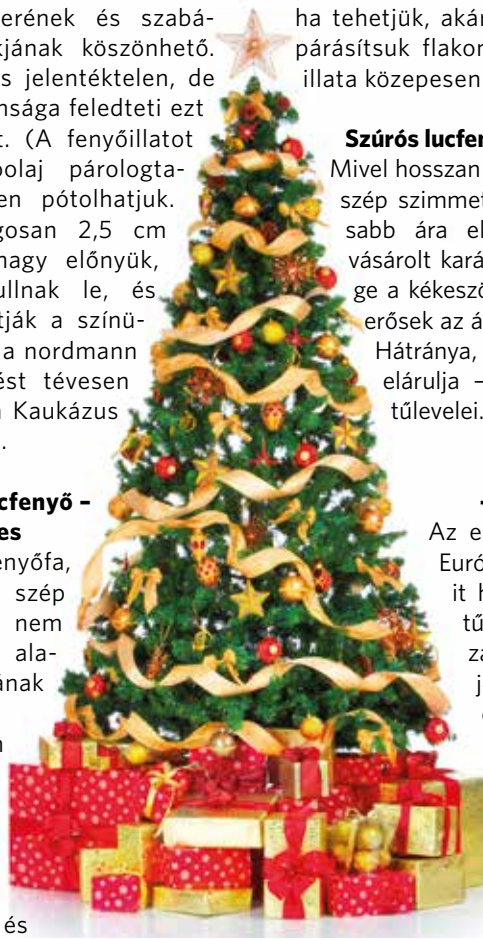 erének és szabá-
kjának köszönhető.
s jelentéktelen, de
nsága feledteti ezt
t. (A fenyőillatot
polaj párologta-
en pótolhatjuk.
gosan 2,5 cm
nagy előnyük,
ullnak le, és
tják a színü-
a nordmann
ést tévesen
Kaukázus
cfenyő –
es
enyőfa,
szép
nem
ala-
ának
és
ha tehetjük, akár
párásítsuk flakon
illata közepesen
Szúrós lucfen
Mivel hosszan
szép szimmet
sabb ára el
vásárolt kará
ge a kékesző
erősek az á
Hátránya,
elárulja –
tűlevelei.
Az e
Euró
it h
tű
za
j